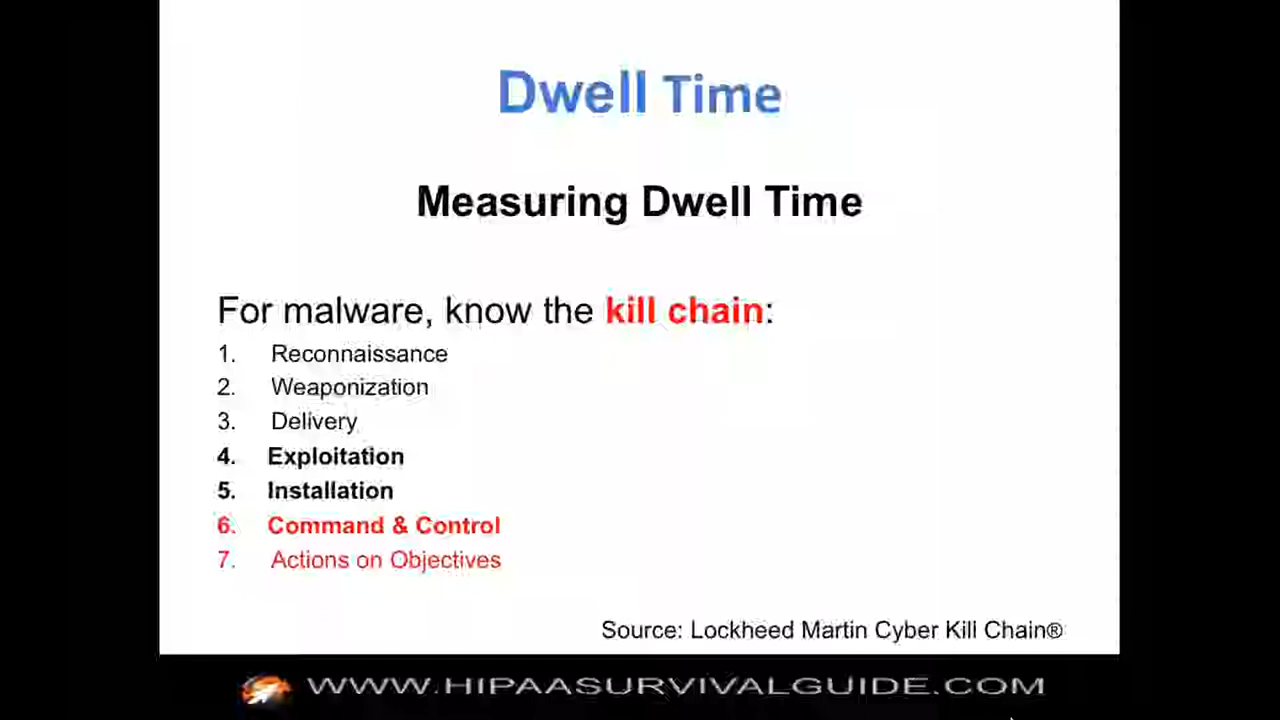 Dwell Time
Measuring Dwell Time
For malware, know the kill chain:
1. Reconnaissance
2. Weaponization
3. Delivery
4. Exploitation
5. Installation
6. Command & Control
7. Actions on Objectives
Source: Lockheed Martin Cyber Kill Chain®
WWW.HIPAASURVIVALGUIDE.COM